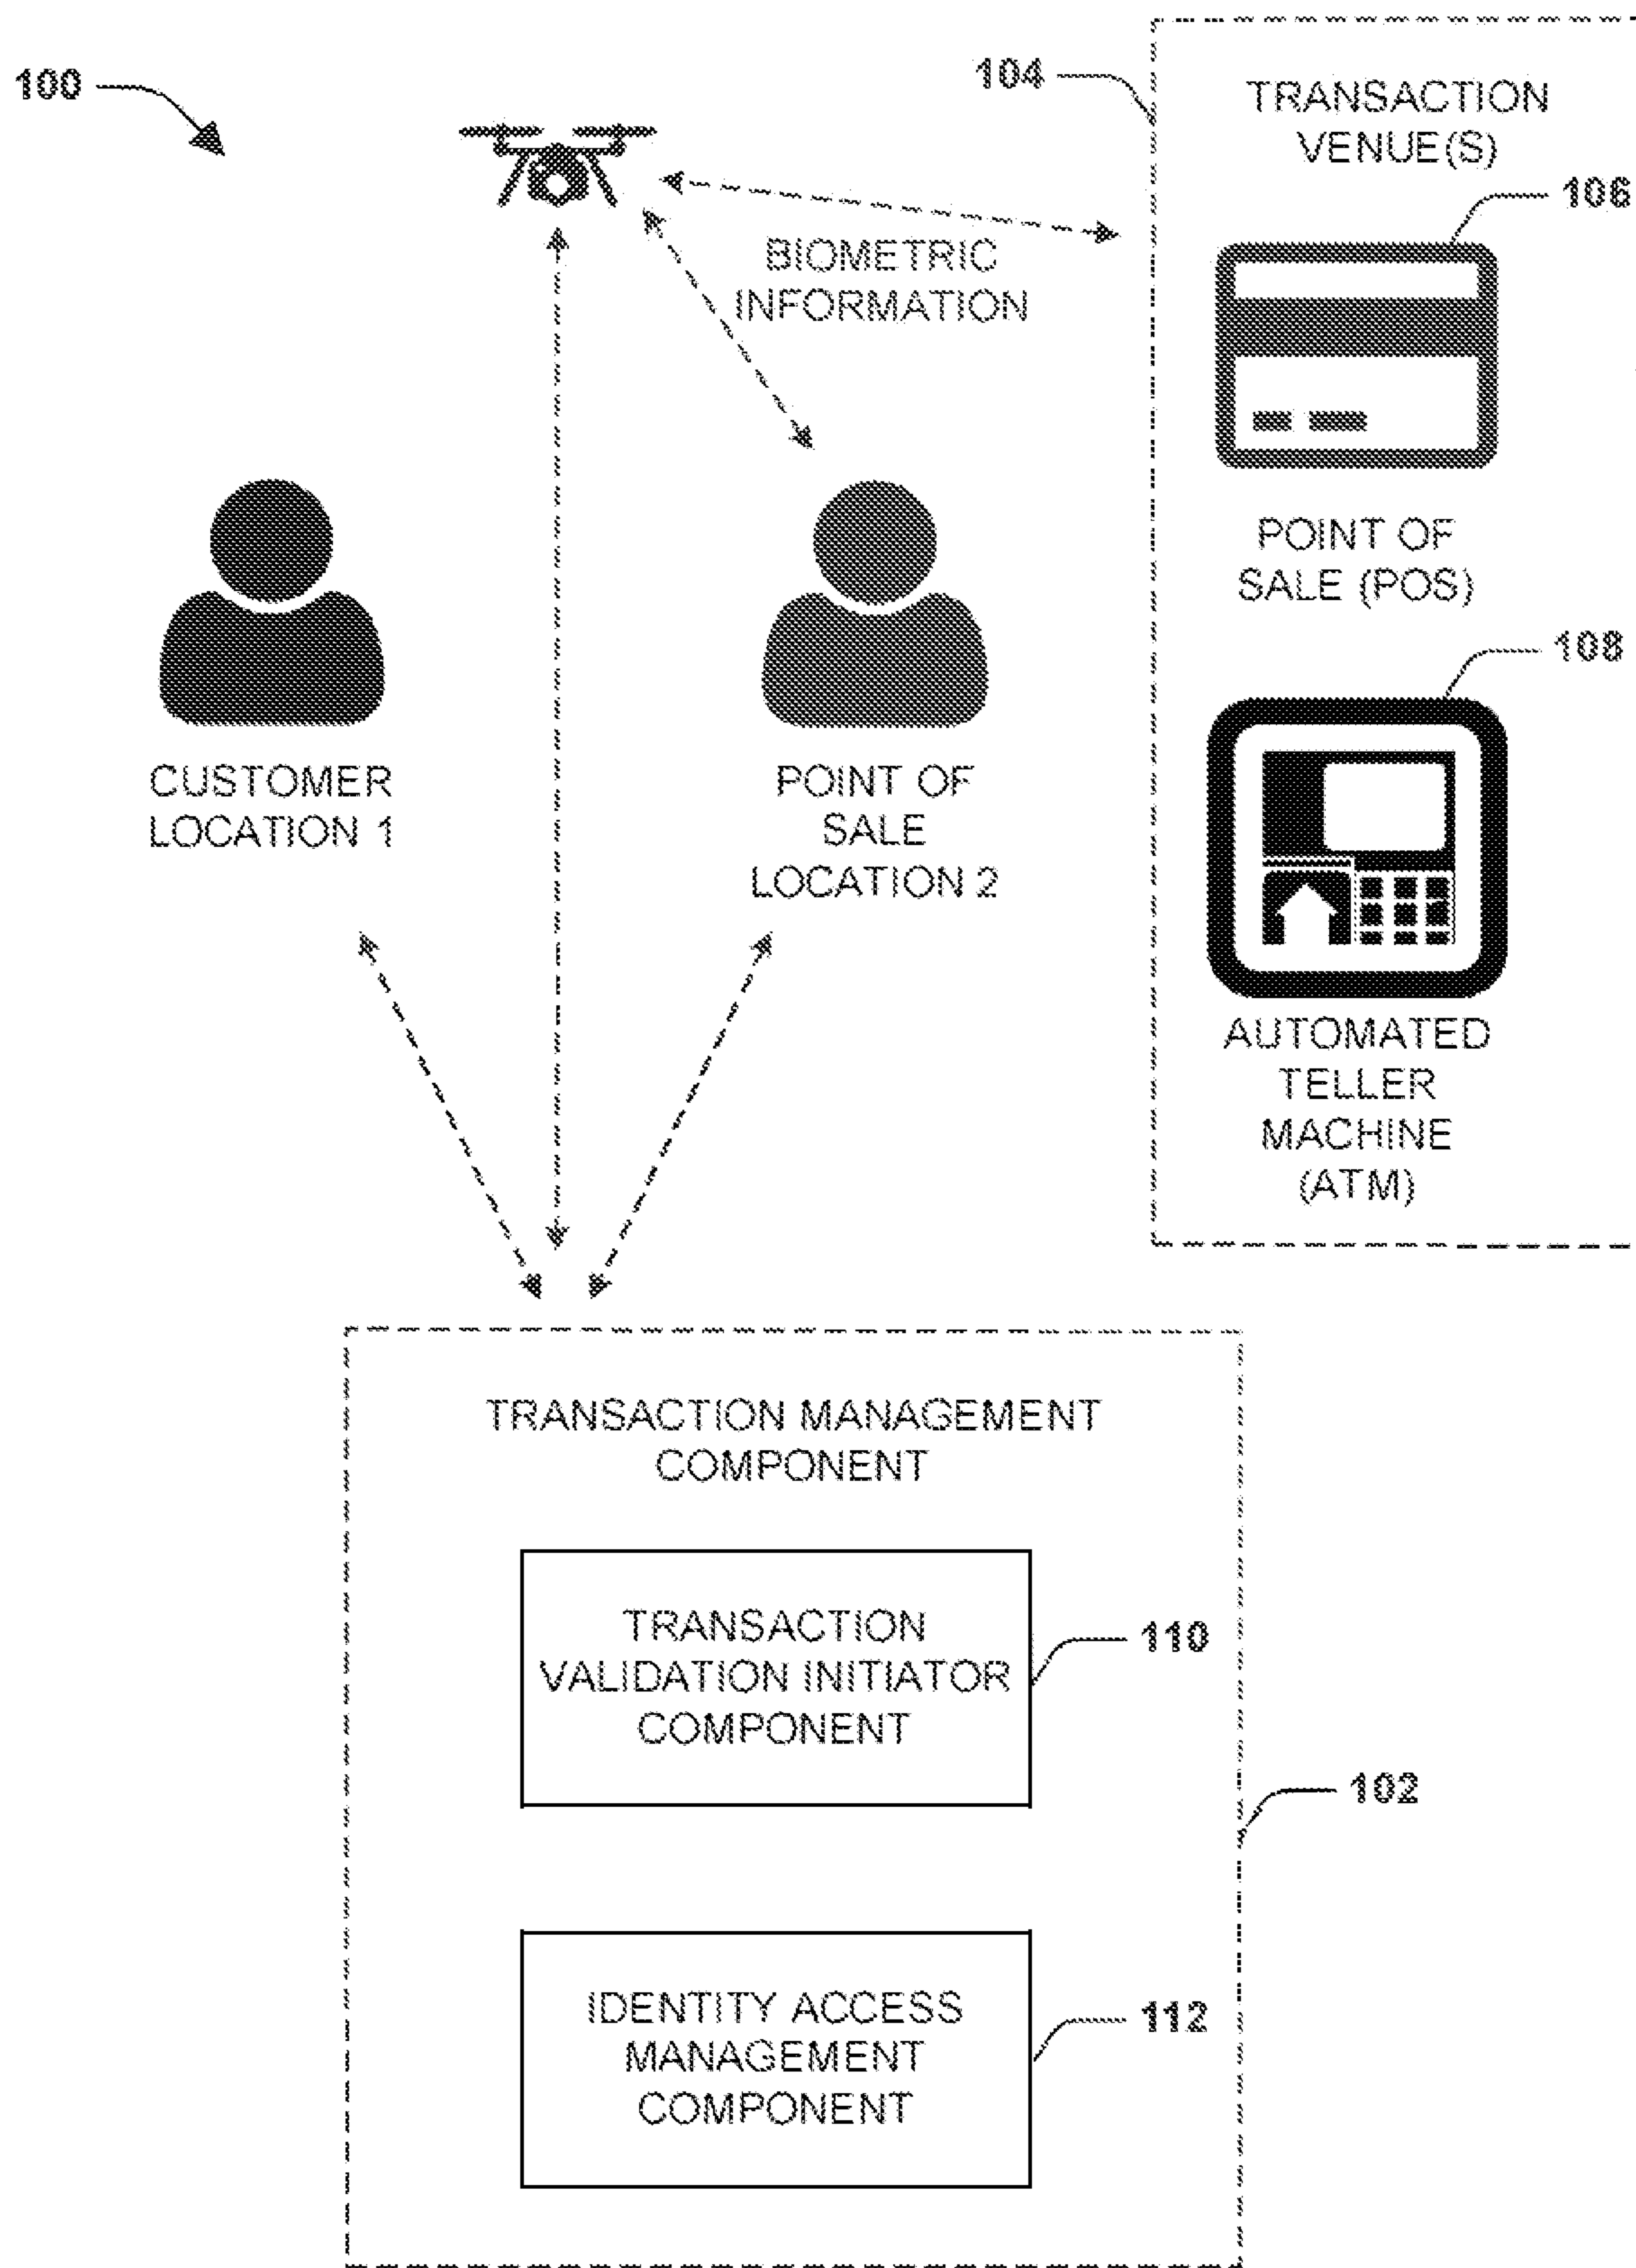 100
104
TRANSACTION
VENUE(S)
106
BIOMETRIC
INFORMATION
POINT OF
SALE (POS)
108
CUSTOMER
LOCATION 1
POINT OF
SALE
LOCATION 2
AUTOMATED
TELLER
MACHINE
(ATM)
TRANSACTION MANAGEMENT
COMPONENT
TRANSACTION
VALIDATION INITIATOR
COMPONENT
110
102
IDENTITY ACCESS
MANAGEMENT
COMPONENT
112